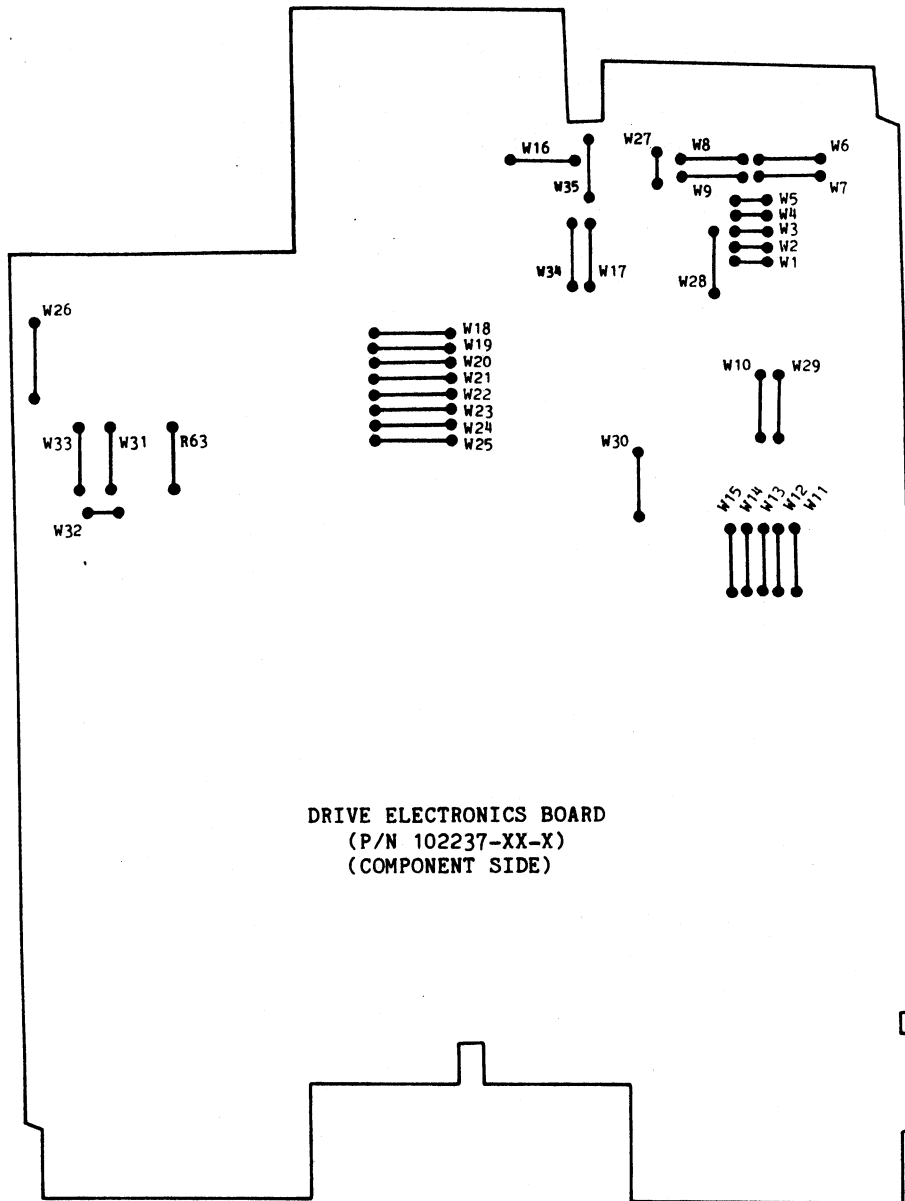 W16
W35
W27
W8
W6
W9
W7
W5
W4
W3
W2
W1
W34
W17
W28
W26
W18
W19
W20
W21
W22
W23
W24
W25
W10
W29
W33
W31
R63
W30
W32
W15
W14
W13
W12
W11
DRIVE ELECTRONICS BOARD
(P/N 102237-XX-X)
(COMPONENT SIDE)